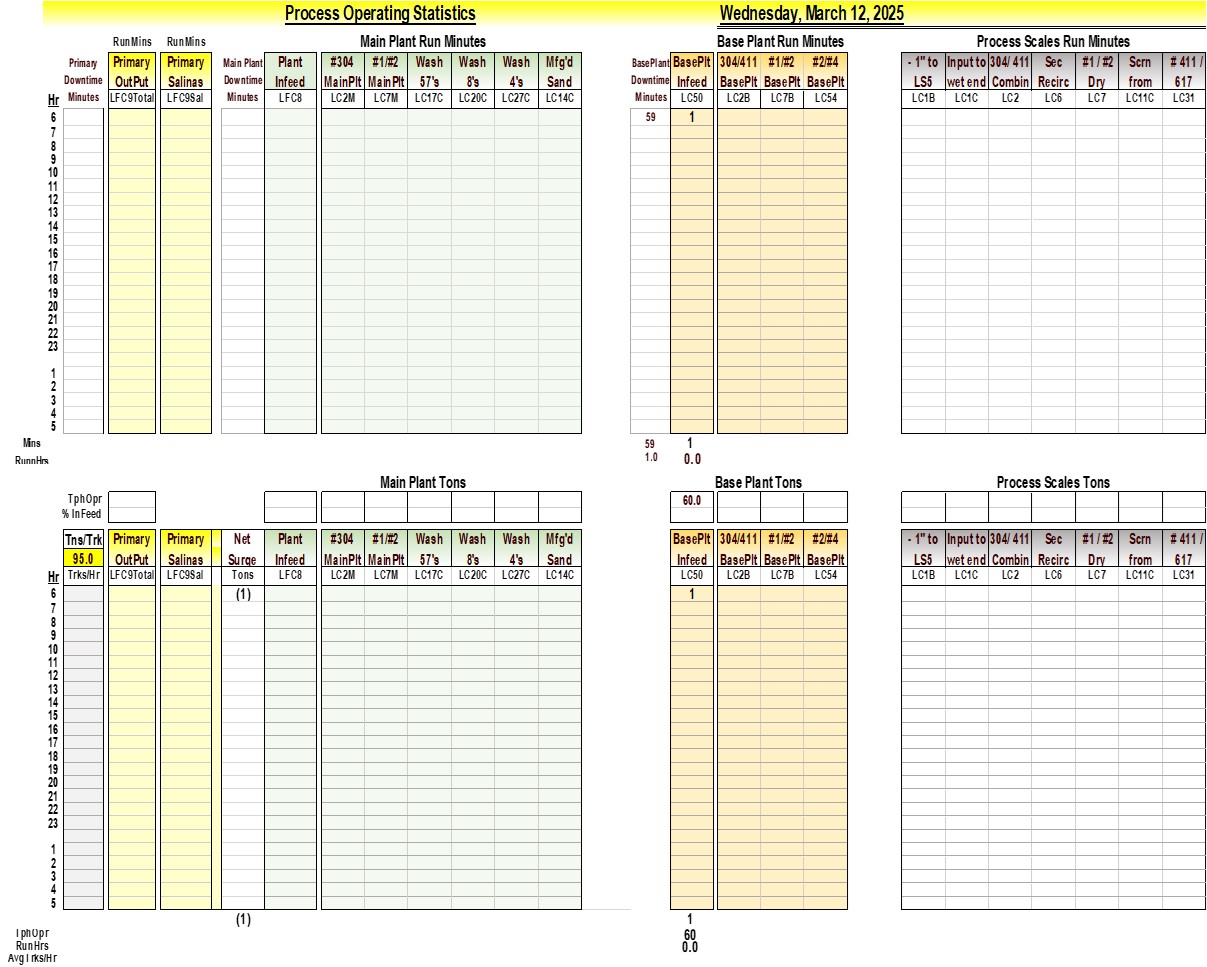 Process Operating Statistics Wednesday, March 12, 2025
RunMins RunMins Main Plant Run Minutes Base Plant Run Minutes Process Scales Run Minutes
Primary Primary Primary Main Plant Plant #304 #1/#2 Wash Wash Wash Mfg'd BasePlant BasePlt 304/411 #1/#2 #2/#4 - 1" to Input to 304/ 411 Sec #1 / #2 Scrn # 411 /
Downtime OutPut Salinas Downtime Infeed MainPlt MainPlt 57's 8's 4's Sand Downtime Infeed BasePlt BasePlt BasePlt LS5 wet end Combin Recirc Dry from 617
Hr Minutes LFC9Total LFC9Sal Minutes LFC8 LC2M LC7M LC17C LC20C LC27C LC14C Minutes LC50 LC2B LC7B LC54 LC1B LC1C LC2 LC6 LC7 LC11C LC31
6 59 1
7
8
9
10
11
12
13
14
15
16
17
18
19
20
21
22
23
1
2
3
4
5
Mins 59 1
RunnHrs 1.0 0.0
Main Plant Tons Base Plant Tons Process Scales Tons
TphOpr 60.0
% InFeed
Tns/Trk Primary Primary Net Plant #304 #1/#2 Wash Wash Wash Mfg'd BasePlt 304/411 #1/#2 #2/#4 - 1" to Input to 304/ 411 Sec #1 / #2 Scrn # 411 /
95.0 OutPut Salinas Surge Infeed MainPlt MainPlt 57's 8's 4's Sand Infeed BasePlt BasePlt BasePlt LS5 wet end Combin Recirc Dry from 617
Hr Trks/Hr LFC9Total LFC9Sal Tons LFC8 LC2M LC7M LC17C LC20C LC27C LC14C LC50 LC2B LC7B LC54 LC1B LC1C LC2 LC6 LC7 LC11C LC31
6 (1) 1
7
8
9
10
11
12
13
14
15
16
17
18
19
20
21
22
23
1
2
3
4
5
(1) 1
TphOpr 60
RunHrs 0.0
AvgTrks/Hr